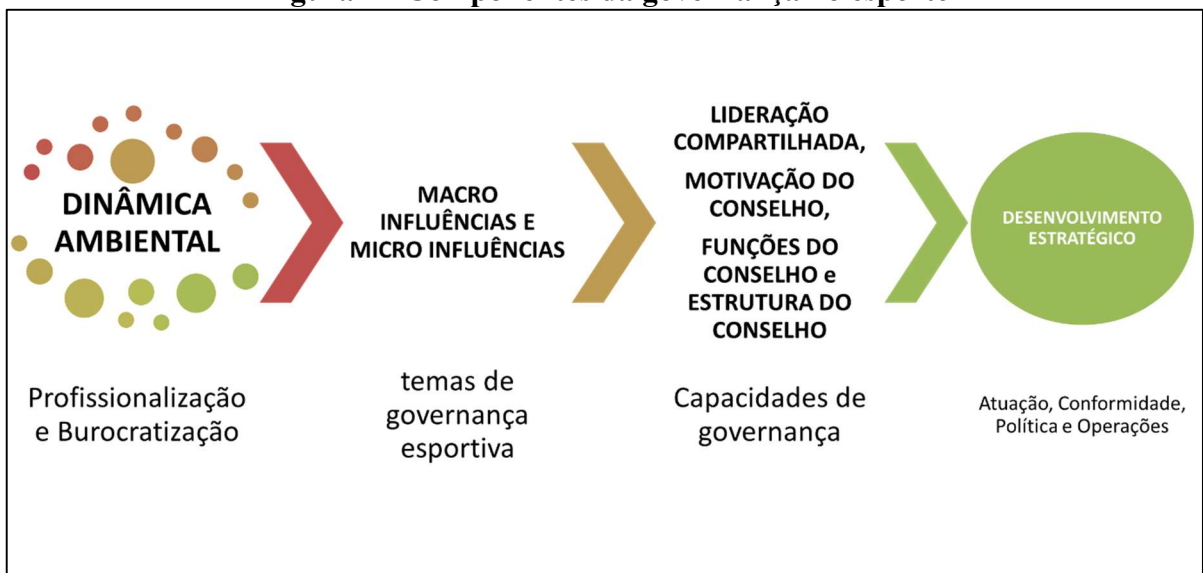 DINÂMICA
AMBIENTAL
Profissionalização
e Burocratização
MACRO
INFLUÊNCIAS E
MICRO INFLUÊNCIAS
temas de
governança
esportiva
LIDERAÇÃO
COMPARTILHADA,
MOTIVAÇÃO DO
CONSELHO,
FUNÇÕES DO
CONSELHO e
ESTRUTURA DO
CONSELHO
Capacidades de
governança
DESENVOLVIMENTO
ESTRATÉGICO
Atuação, Conformidade,
Política e Operações